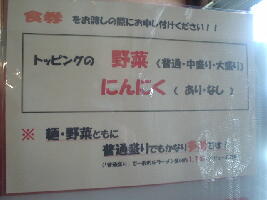 食券 をお渡しの際にお申し付けください！！
トッピングの 野菜 （普通・中盛り・大盛り）
にんにく （ あり・なし ）
※ 麺・野菜ともに
普通盛りでもかなり多めです！